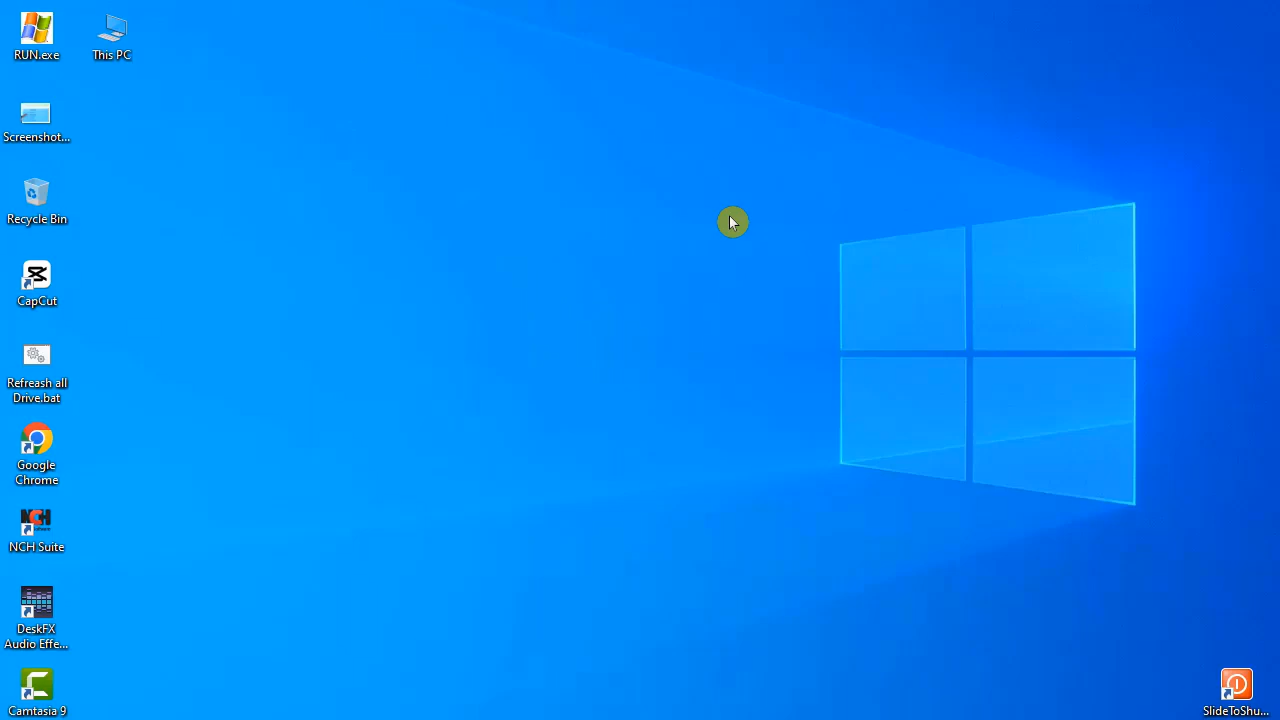 RUN.exe
This PC
Screenshot...
Recycle Bin
CapCut
Refreash all
Drive.bat
Google
Chrome
NCH
NCH Suite
DeskFX
Audio Effe...
Camtasia 9
SlideToShu...